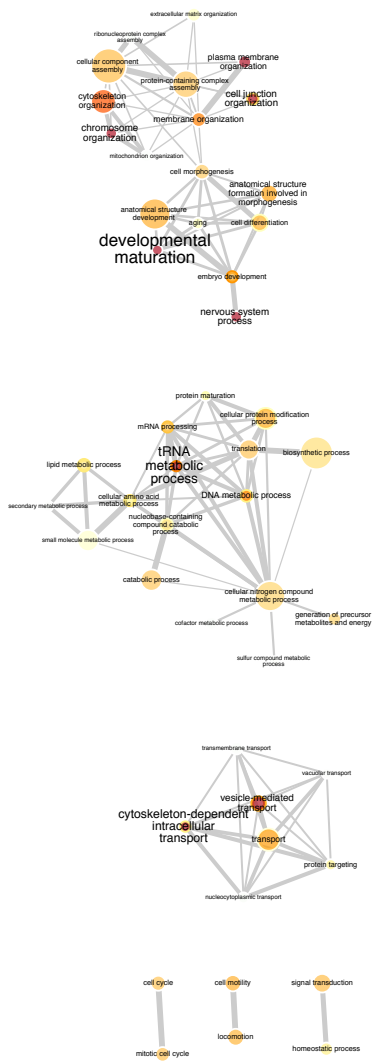 extracellular matrix organization
ribonucleoprotein complex
assembly
cellular component
assembly
plasma membrane
organization
protein-containing complex
assembly
cytoskeleton
organization
cell junction
organization
membrane organization
chromosome
organization
mitochondrion organization
cell morphogenesis
anatomical structure
formation involved in
morphogenesis
anatomical structure
development
aging
cell differentiation
developmental
maturation
embryo development
nervous system
process
protein maturation
cellular protein modification
process
mRNA processing
tRNA
metabolic
process
translation
biosynthetic process
lipid metabolic process
cellular amino acid
metabolic process
DNA metabolic process
secondary metabolic process
nucleobase-containing
compound catabolic
process
small molecule metabolic process
catabolic process
cellular nitrogen compound
metabolic process
generation of precursor
metabolites and energy
cofactor metabolic process
sulfur compound metabolic
process
transmembrane transport
vacuolar transport
vesicle-mediated
transport
cytoskeleton-dependent
intracellular
transport
transport
protein targeting
nucleocytoplasmic transport
cell cycle
cell motility
signal transduction
mitotic cell cycle
locomotion
homeostatic process